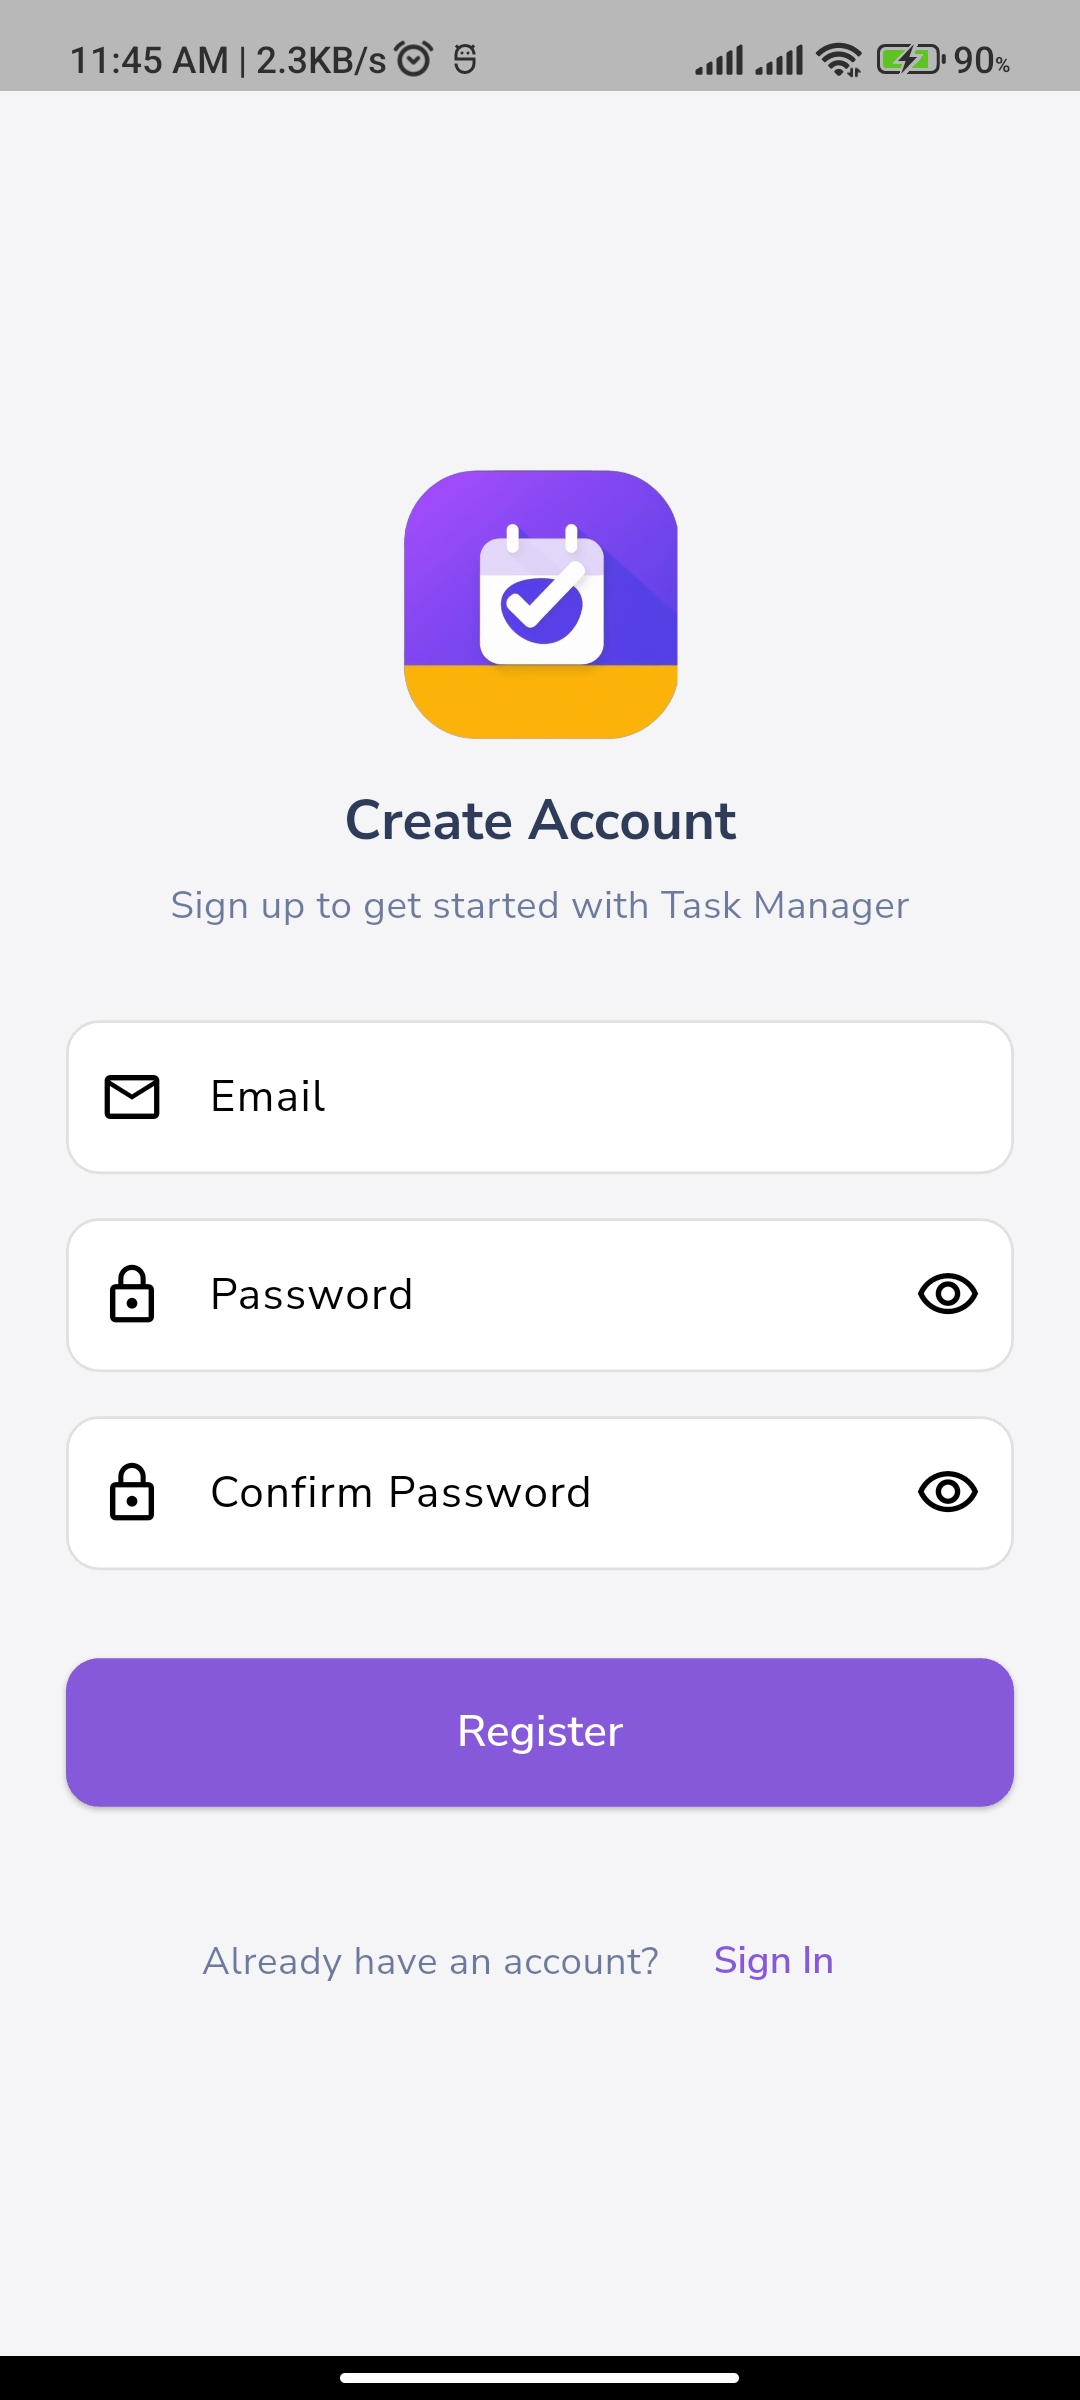 11:45 AM | 2.3KB/s 90%
Create Account
Sign up to get started with Task Manager
Email
Password
Confirm Password
Register
Already have an account? Sign In